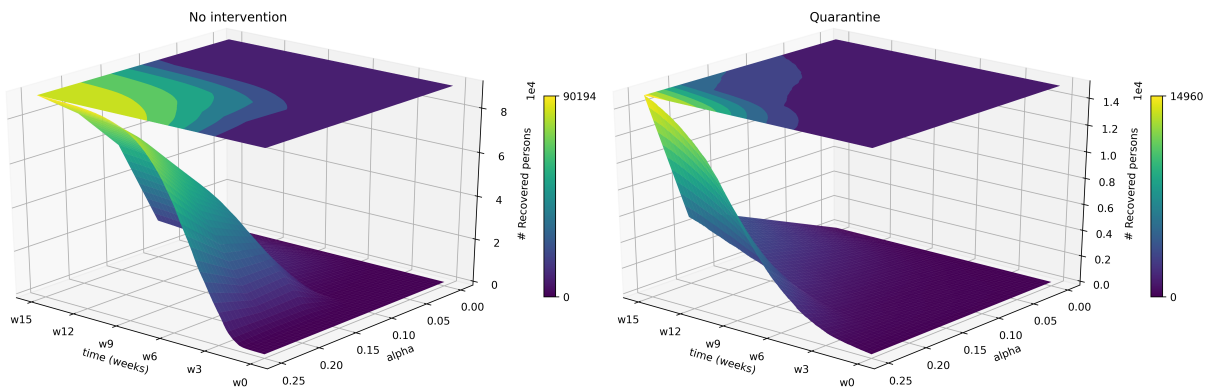 No intervention
1e4
90194
8
6
4
2
0
# Recovered persons
0
w15
w12
w9
w6
w3
w0
time (weeks)
0.25
0.20
0.15
0.10
0.05
0.00
alpha
Quarantine
1e4
14960
1.4
1.2
1.0
0.8
0.6
0.4
0.2
0.0
# Recovered persons
0
w15
w12
w9
w6
w3
w0
time (weeks)
0.25
0.20
0.15
0.10
0.05
0.00
alpha